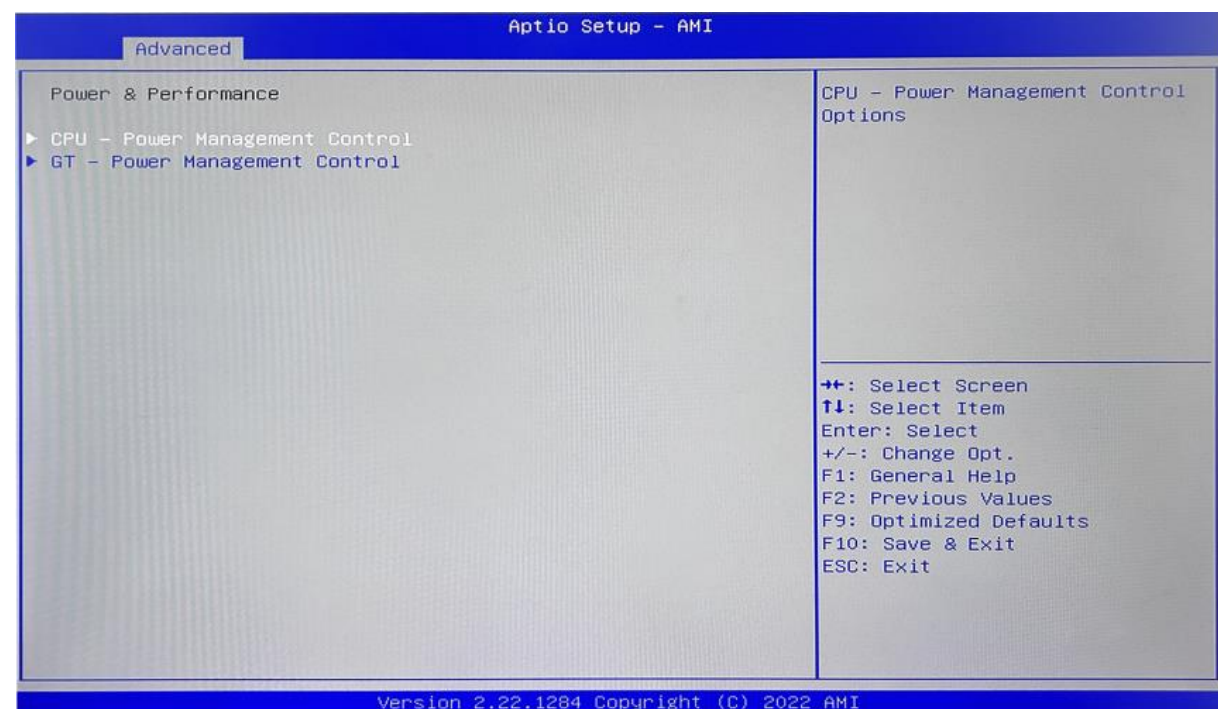 Aptio Setup – AMI
Advanced
Power & Performance
▶ CPU – Power Management Control
▶ GT – Power Management Control
CPU – Power Management Control
Options
→←: Select Screen
↑↓: Select Item
Enter: Select
+/-: Change Opt.
F1: General Help
F2: Previous Values
F9: Optimized Defaults
F10: Save & Exit
ESC: Exit
Version 2.22.1284 Copyright (C) 2022 AMI